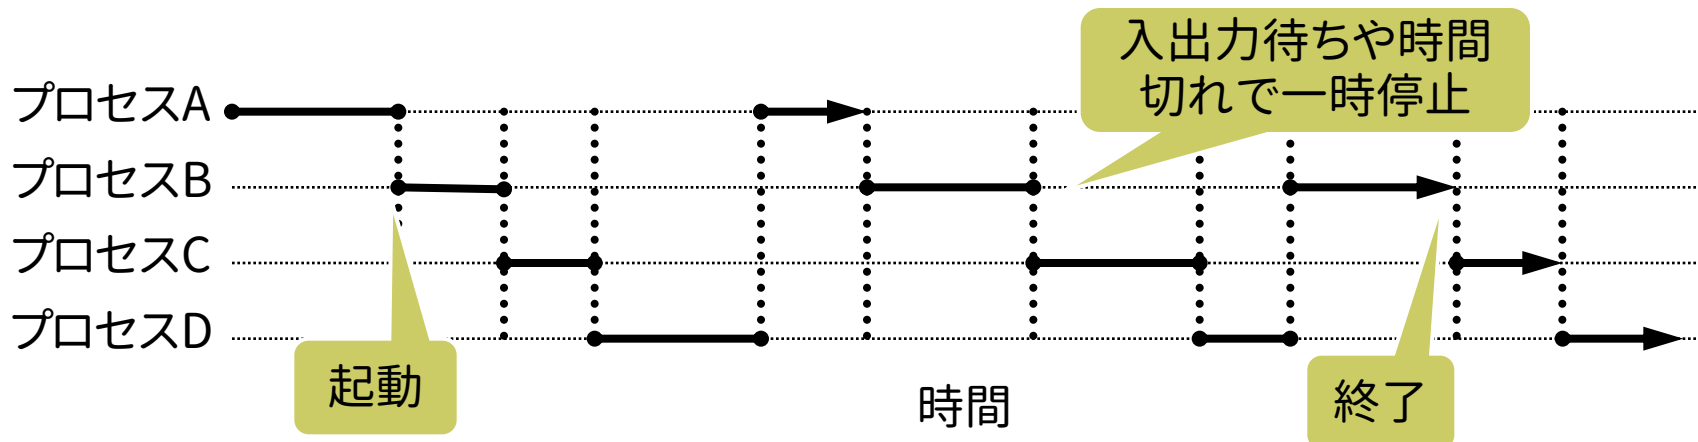 入出力待ちや時間
切れで一時停止
プロセスA
プロセスB
プロセスC
プロセスD
起動
時間
終了